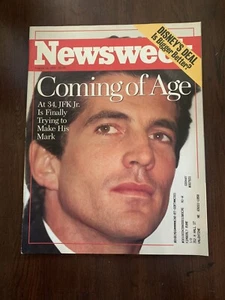 DISNEY'S DEAL
Is Bigger Better?
Newsweek
Coming of Age
At 34, JFK Jr.
Is Finally
Trying to
Make His
Mark